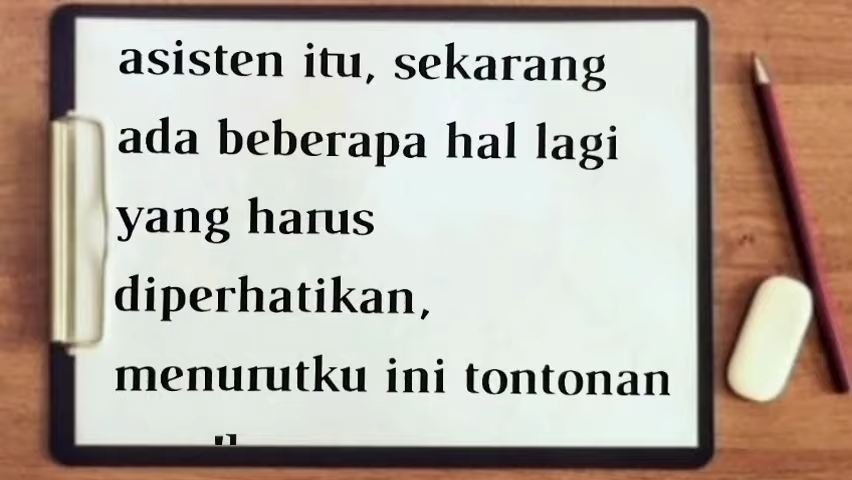 asisten itu, sekarang
ada beberapa hal lagi
yang harus
diperhatikan,
menurutku ini tontonan